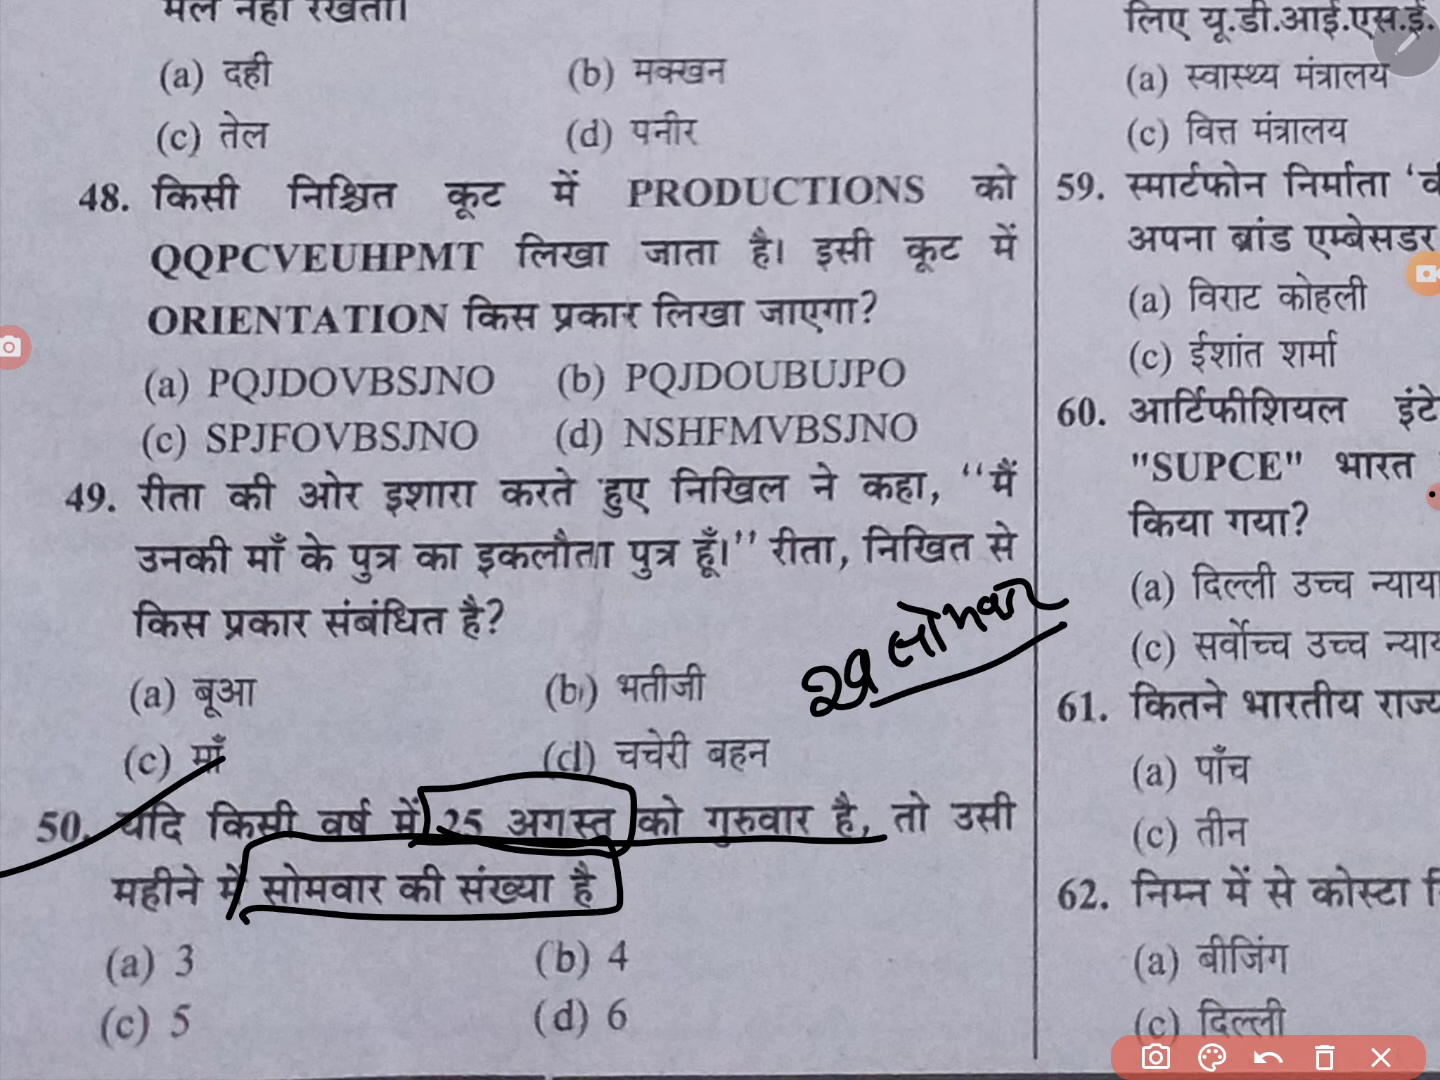 मेल नहीं रखता।
(a) दही (b) मक्खन
(c) तेल (d) पनीर
48. किसी निश्चित कूट में PRODUCTIONS को
QQPCVEUHPMT लिखा जाता है। इसी कूट में
ORIENTATION किस प्रकार लिखा जाएगा?
(a) PQJDOVBSJNO (b) PQJDOUBUJPO
(c) SPJFOVBSJNO (d) NSHFMVBSJNO
49. रीता की ओर इशारा करते हुए निखिल ने कहा, ‘‘मैं
उनकी माँ के पुत्र का इकलौता पुत्र हूँ।’’ रीता, निखित से
किस प्रकार संबंधित है?
(a) बूआ (b) भतीजी
(c) माँ (d) चचेरी बहन
29 सोमवार
50. यदि किसी वर्ष में 25 अगस्त को गुरुवार है, तो उसी
महीने में सोमवार की संख्या है
(a) 3 (b) 4
(c) 5 (d) 6
लिए यू.डी.आई.एस.ई.
(a) स्वास्थ्य मंत्रालय
(c) वित्त मंत्रालय
59. स्मार्टफोन निर्माता
अपना ब्रांड एम्बेसडर
(a) विराट कोहली
(c) ईशांत शर्मा
60. आर्टिफीशियल इंटे
"SUPCE" भारत
किया गया?
(a) दिल्ली उच्च न्याया
(c) सर्वोच्च उच्च न्याय
61. कितने भारतीय राज्य
(a) पाँच
(c) तीन
62. निम्न में से कोस्टा
(a) बीजिंग
(c) दिल्ली